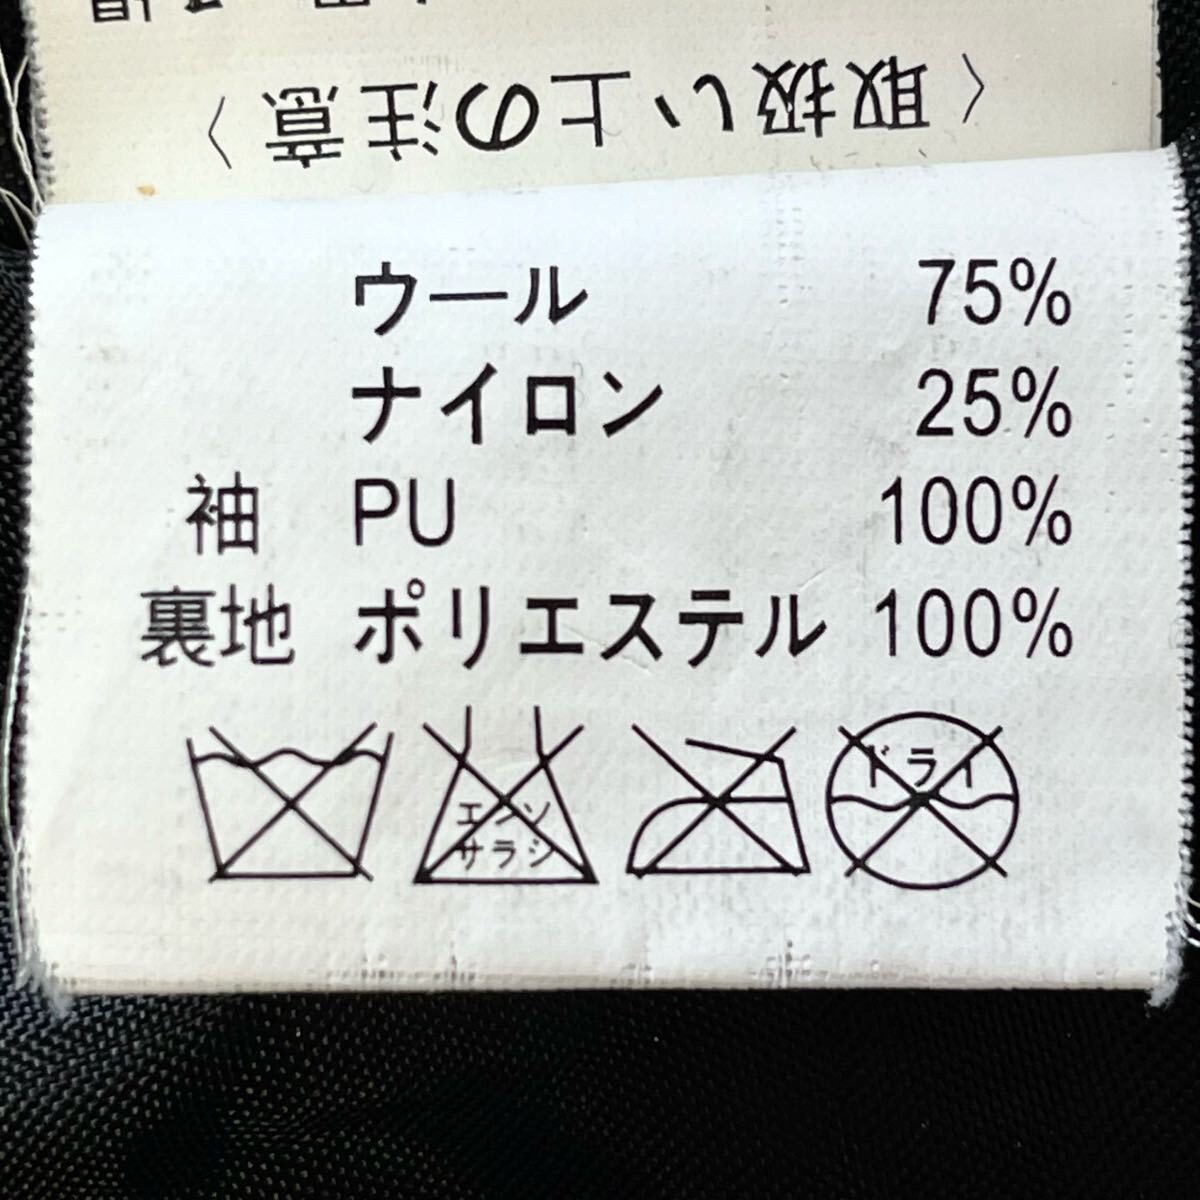 〈取扱い上の注意〉
ウール 75%
ナイロン 25%
袖 PU 100%
裏地 ポリエステル 100%
エンソ サラシ ドライ